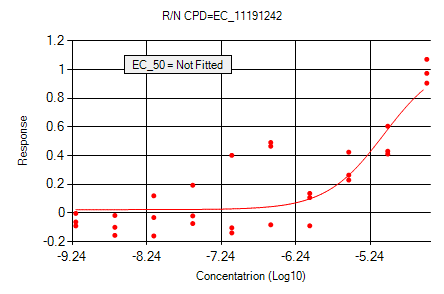 R/N CPD=EC_11191242
EC_50 = Not Fitted
1.2
1
0.8
0.6
0.4
0.2
0
-0.2
Response
-9.24 -8.24 -7.24 -6.24 -5.24
Concentatrion (Log10)